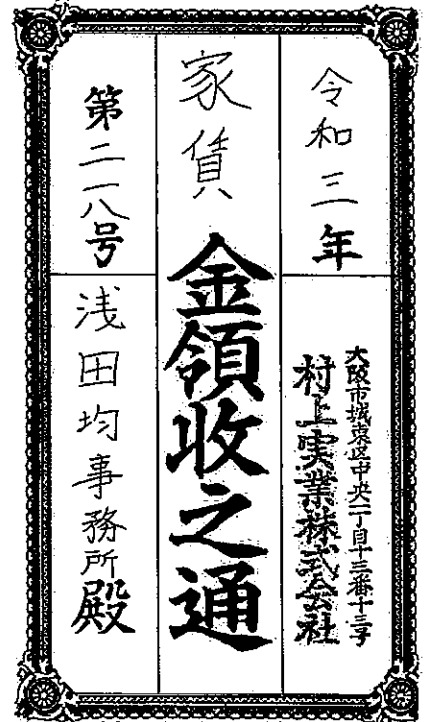 令和三年
大阪市城東区中央一丁目十三番十三号
村上実業株式会社
家賃金領収之通
第二一八号
浅田均事務所殿